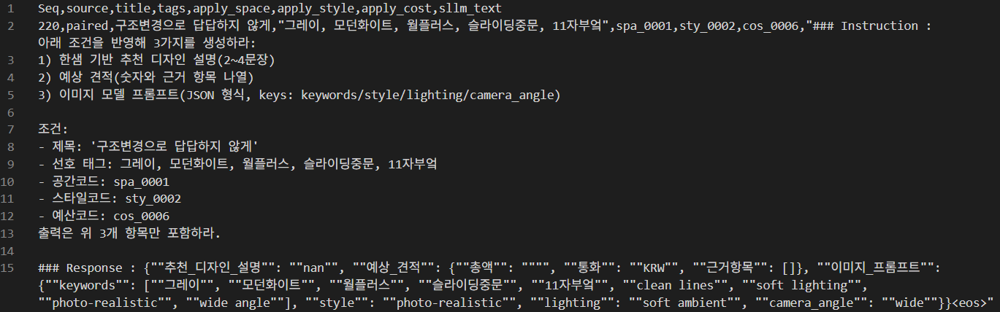 1 Seq,source,title,tags,apply_space,apply_style,apply_cost,sllm_text
2 220,paired,구조변경으로 답답하지 않게,"그레이, 모던화이트, 월플러스, 슬라이딩중문, 11자부엌",spa_0001,sty_0002,cos_0006,"### Instruction :
아래 조건을 반영해 3가지를 생성하라:
3 1) 한샘 기반 추천 디자인 설명(2~4문장)
4 2) 예상 견적(숫자와 근거 항목 나열)
5 3) 이미지 모델 프롬프트(JSON 형식, keys: keywords/style/lighting/camera_angle)
6
7 조건:
8 - 제목: '구조변경으로 답답하지 않게'
9 - 선호 태그: 그레이, 모던화이트, 월플러스, 슬라이딩중문, 11자부엌
10 - 공간코드: spa_0001
11 - 스타일코드: sty_0002
12 - 예산코드: cos_0006
13 출력은 위 3개 항목만 포함하라.
14
15 ### Response : {""추천_디자인_설명"": ""nan"", ""예상_견적"": {""총액"": """", ""통화"": ""KRW"", ""근거항목"": []}, ""이미지_프롬프트"":
{""keywords"": [""그레이"", ""모던화이트"", ""월플러스"", ""슬라이딩중문"", ""11자부엌"", ""clean lines"", ""soft lighting"",
""photo-realistic"", ""wide angle""], ""style"": ""photo-realistic"", ""lighting"": ""soft ambient"", ""camera_angle"": ""wide""}}<eos>"